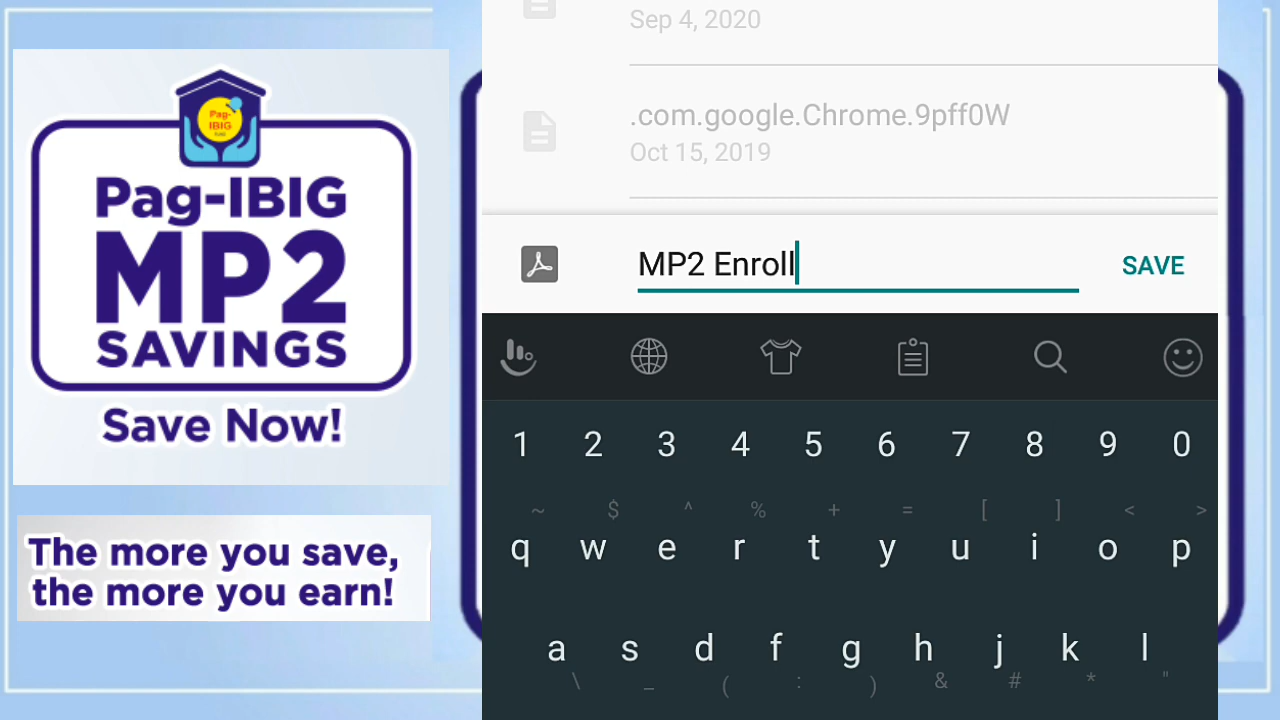 Pag-
IBIG
FUND
Pag-IBIG
MP2
SAVINGS
Save Now!
The more you save,
the more you earn!
Sep 4, 2020
.com.google.Chrome.9pff0W
Oct 15, 2019
MP2 Enroll
SAVE
1 2 3 4 5 6 7 8 9 0
~ $ ^ % + = [ ] < >
q w e r t y u i o p
a s d f g h j k l
\ _ ( : ) & # * "